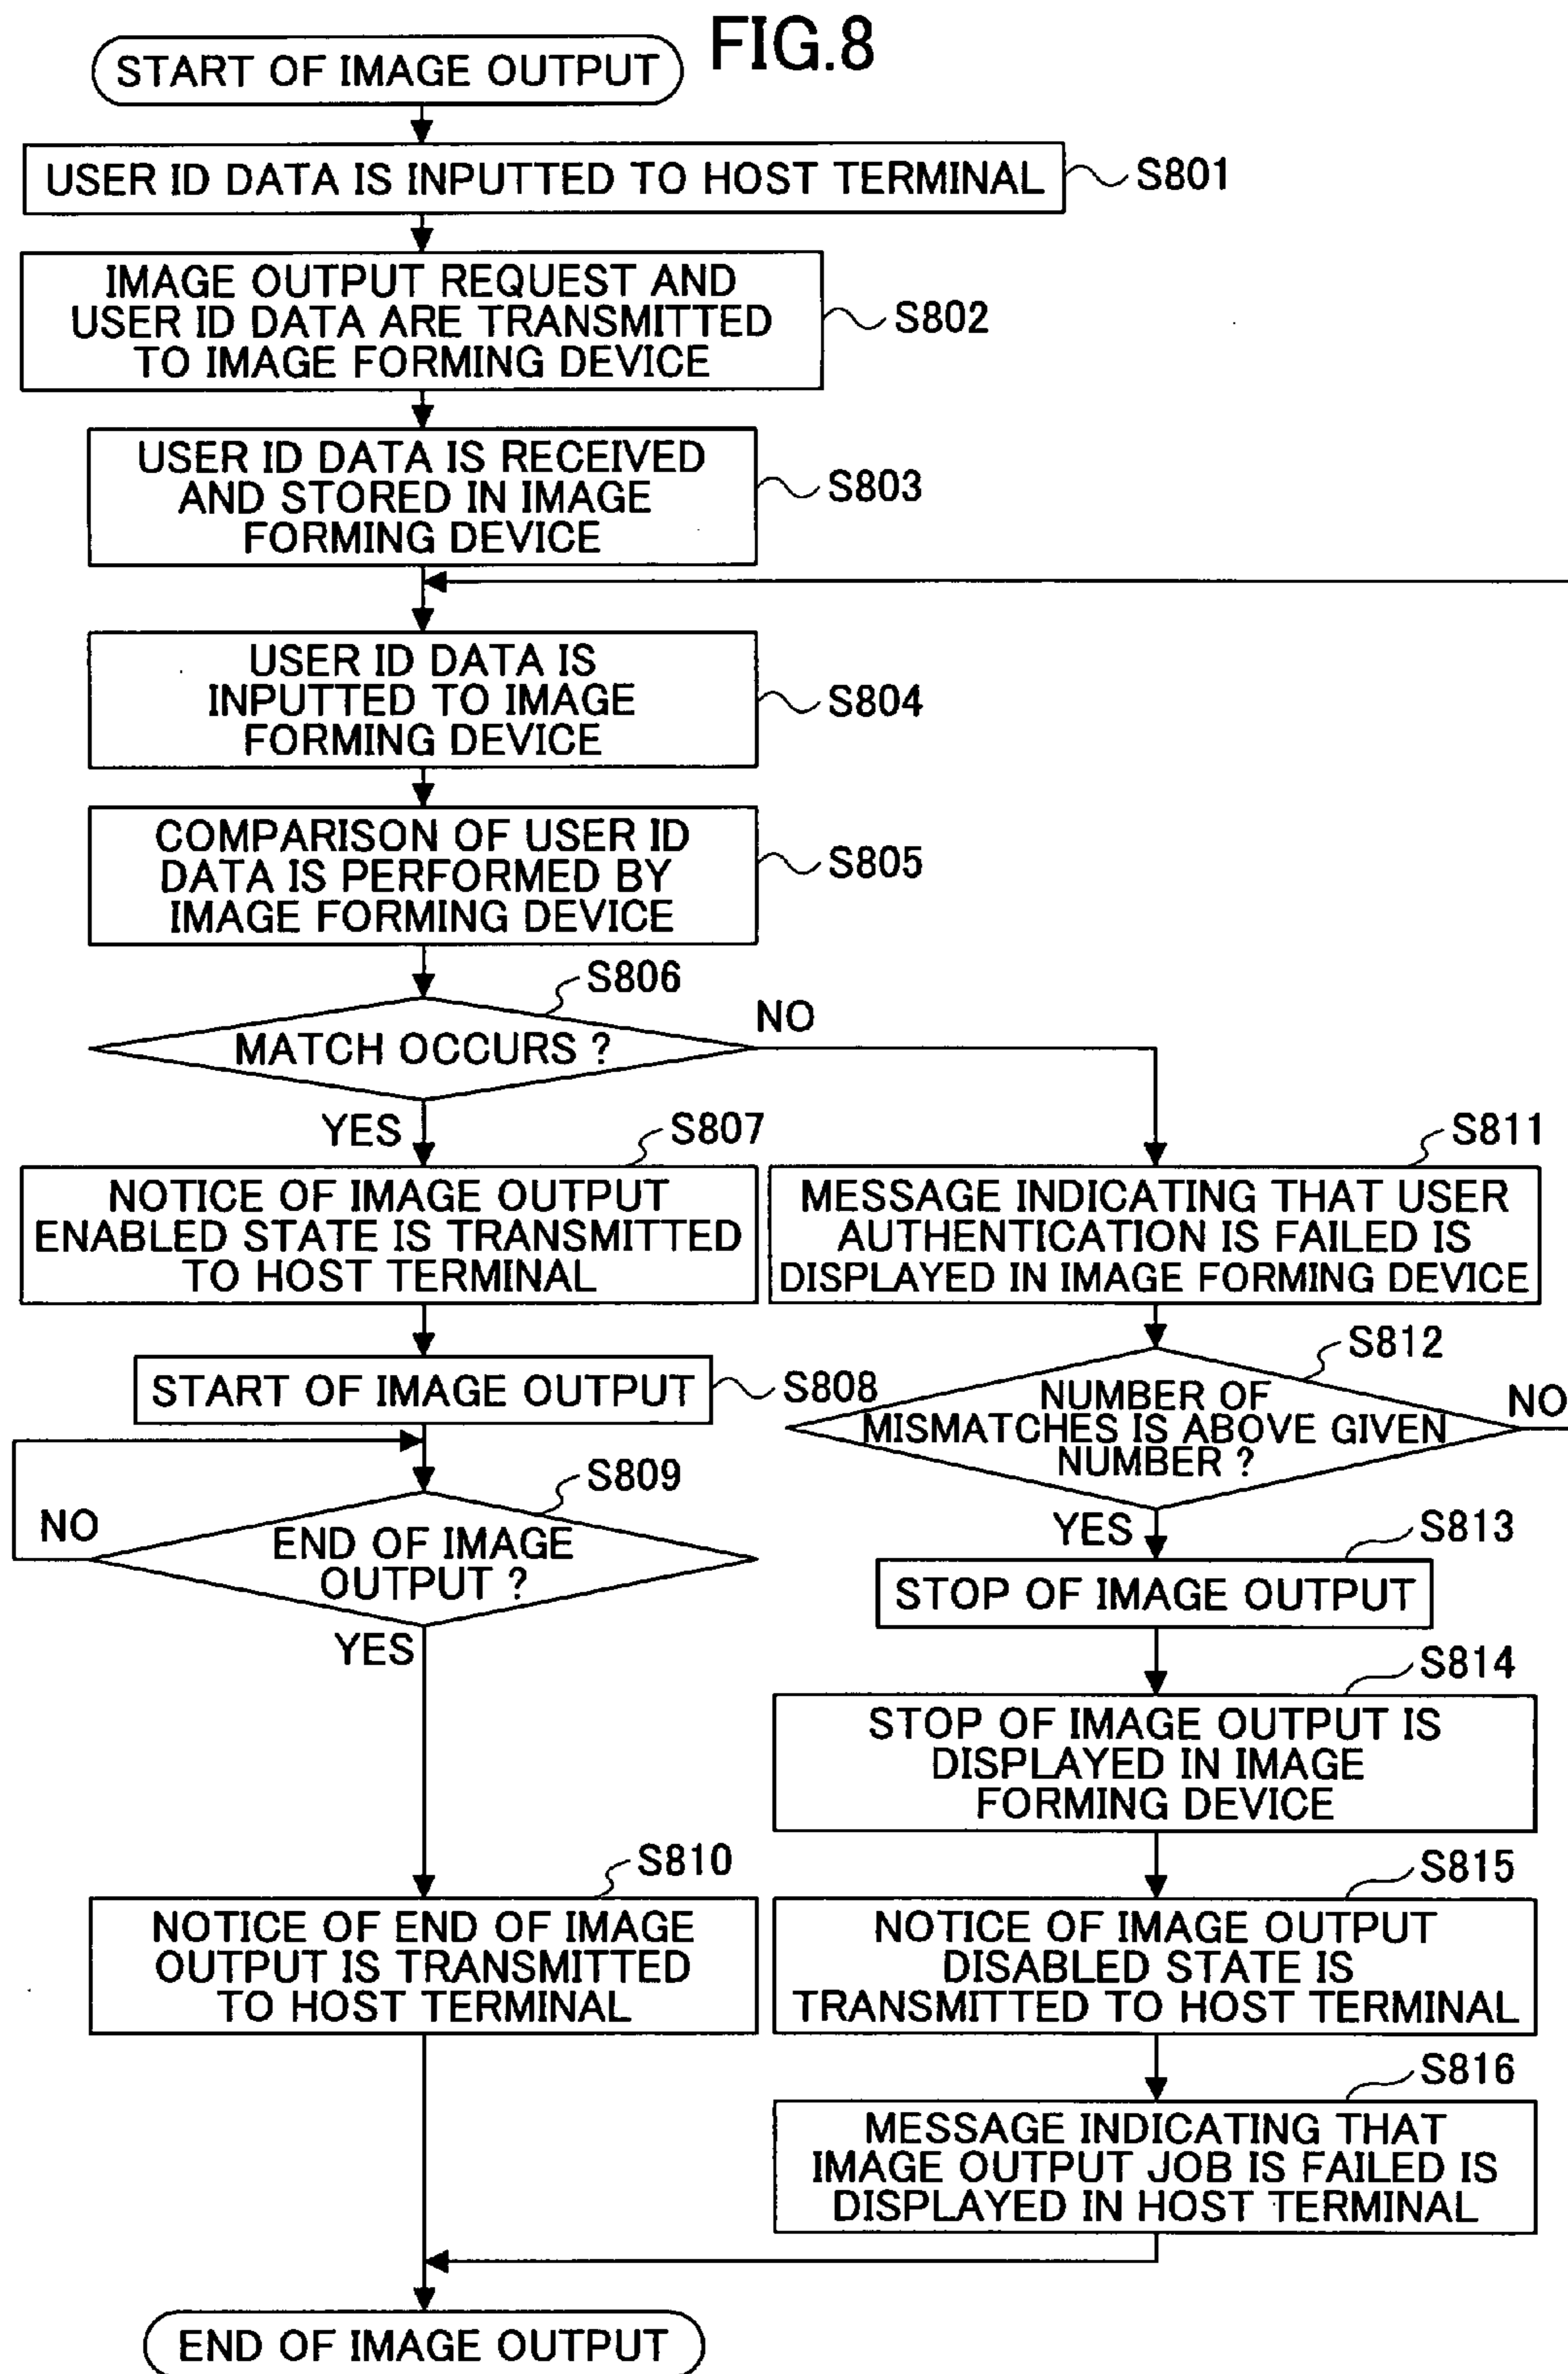 FIG.8
START OF IMAGE OUTPUT
USER ID DATA IS INPUTTED TO HOST TERMINAL
S801
IMAGE OUTPUT REQUEST AND
USER ID DATA ARE TRANSMITTED
TO IMAGE FORMING DEVICE
S802
USER ID DATA IS RECEIVED
AND STORED IN IMAGE
FORMING DEVICE
S803
USER ID DATA IS
INPUTTED TO IMAGE
FORMING DEVICE
S804
COMPARISON OF USER ID
DATA IS PERFORMED BY
IMAGE FORMING DEVICE
S805
S806
MATCH OCCURS ?
NO
YES
S807
NOTICE OF IMAGE OUTPUT
ENABLED STATE IS TRANSMITTED
TO HOST TERMINAL
START OF IMAGE OUTPUT
S808
S809
END OF IMAGE
OUTPUT ?
NO
YES
S810
NOTICE OF END OF IMAGE
OUTPUT IS TRANSMITTED
TO HOST TERMINAL
S811
MESSAGE INDICATING THAT USER
AUTHENTICATION IS FAILED IS
DISPLAYED IN IMAGE FORMING DEVICE
S812
NUMBER OF
MISMATCHES IS ABOVE GIVEN
NUMBER ?
NO
YES
S813
STOP OF IMAGE OUTPUT
S814
STOP OF IMAGE OUTPUT IS
DISPLAYED IN IMAGE
FORMING DEVICE
S815
NOTICE OF IMAGE OUTPUT
DISABLED STATE IS
TRANSMITTED TO HOST TERMINAL
S816
MESSAGE INDICATING THAT
IMAGE OUTPUT JOB IS FAILED IS
DISPLAYED IN HOST TERMINAL
END OF IMAGE OUTPUT